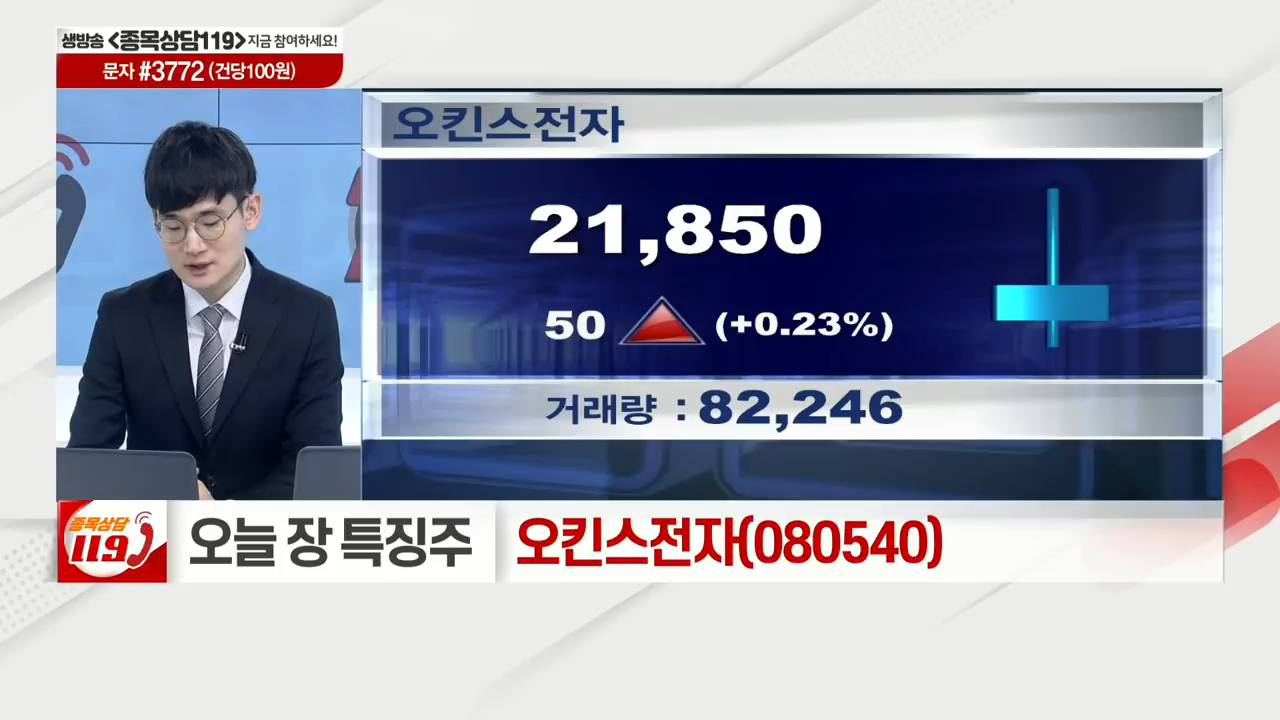 생방송 <종목상담119> 지금 참여하세요!
문자 #3772 (건당100원)
오킨스전자
21,850
50 (+0.23%)
거래량 : 82,246
종목상담
119
오늘 장 특징주
오킨스전자(080540)